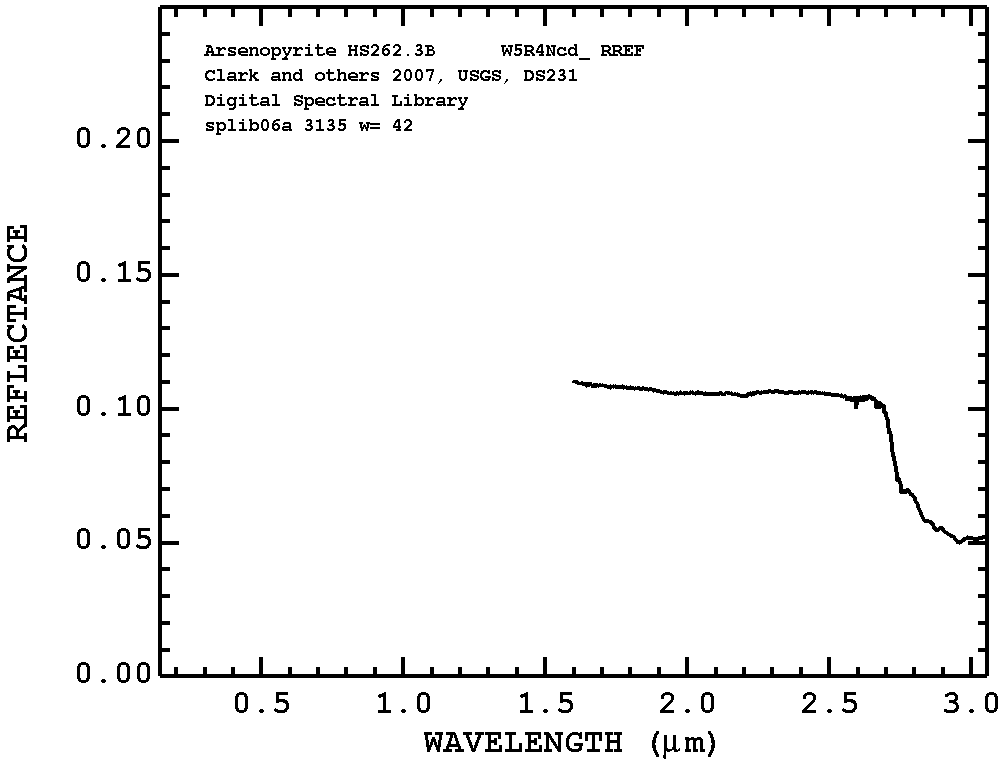 Arsenopyrite HS262.3B W5R4Ncd_ RREF
Clark and others 2007, USGS, DS231
Digital Spectral Library
splib06a 3135 w= 42
REFLECTANCE
0.20
0.15
0.10
0.05
0.00
0.5 1.0 1.5 2.0 2.5 3.0
WAVELENGTH (μm)